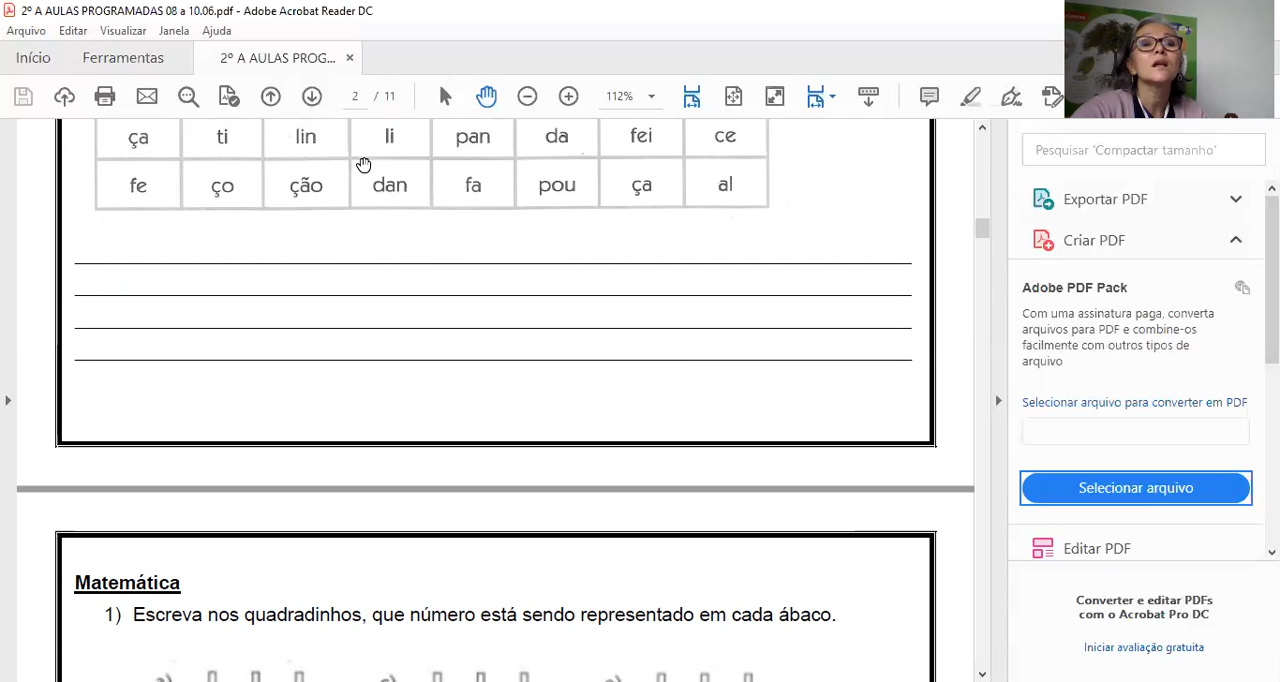 2º A AULAS PROGRAMADAS 08 a 10.06.pdf - Adobe Acrobat Reader DC
Arquivo Editar Visualizar Janela Ajuda
Início Ferramentas 2º A AULAS PROG... ×
2 / 11 112%
ça ti lin li pan da fei ce
fe ço ção dan fa pou ça al
Matemática
1) Escreva nos quadradinhos, que número está sendo representado em cada ábaco.
Pesquisar 'Compactar tamanho'
Exportar PDF
Criar PDF
Adobe PDF Pack
Com uma assinatura paga, converta
arquivos para PDF e combine-os
facilmente com outros tipos de
arquivo
Selecionar arquivo para converter em PDF
Selecionar arquivo
Editar PDF
Converter e editar PDFs
com o Acrobat Pro DC
Iniciar avaliação gratuita